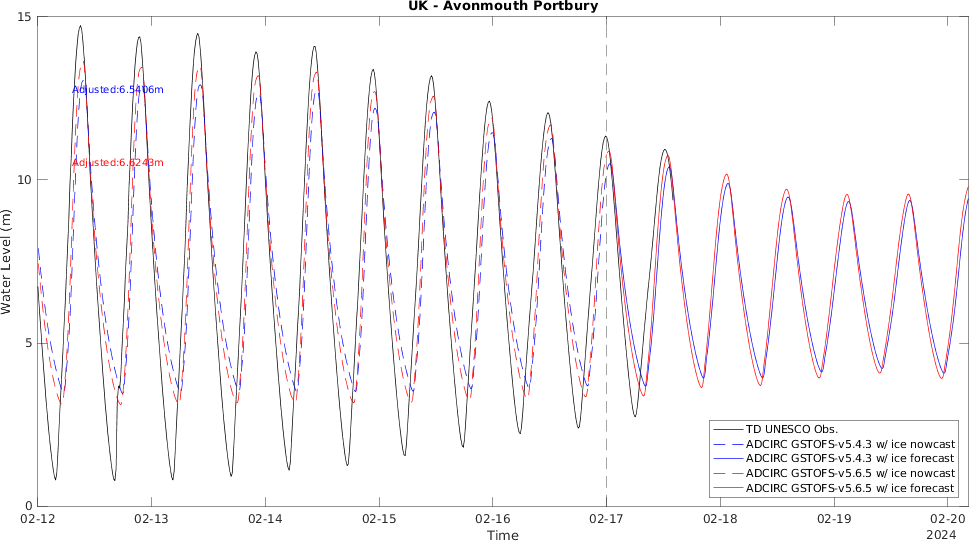 UK - Avonmouth Portbury
15
10
5
0
Water Level (m)
Adjusted:6.5406m
Adjusted:6.6243m
TD UNESCO Obs.
ADCIRC GSTOFS-v5.4.3 w/ ice nowcast
ADCIRC GSTOFS-v5.4.3 w/ ice forecast
ADCIRC GSTOFS-v5.6.5 w/ ice nowcast
ADCIRC GSTOFS-v5.6.5 w/ ice forecast
02-12 02-13 02-14 02-15 02-16 02-17 02-18 02-19 02-20
2024
Time